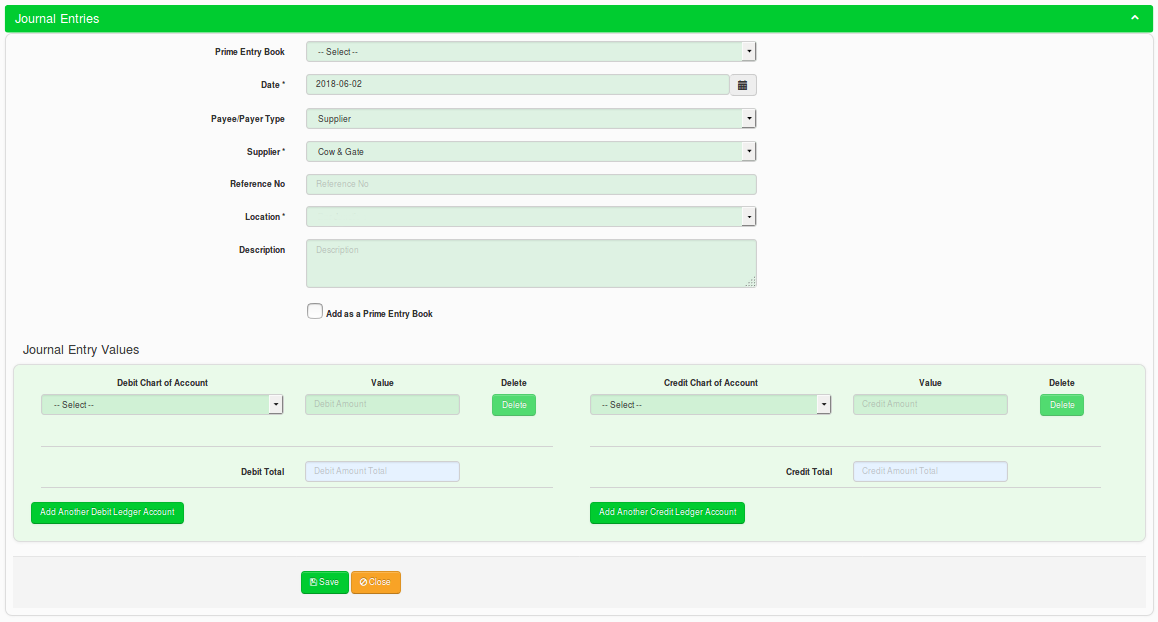 Journal Entries
Prime Entry Book -- Select --
Date * 2018-06-02
Payee/Payer Type Supplier
Supplier * Cow & Gate
Reference No Reference No
Location *
Description Description
Add as a Prime Entry Book
Journal Entry Values
Debit Chart of Account Value Delete Credit Chart of Account Value Delete
-- Select -- Debit Amount Delete -- Select -- Credit Amount Delete
Debit Total Debit Amount Total Credit Total Credit Amount Total
Add Another Debit Ledger Account Add Another Credit Ledger Account
Save Close